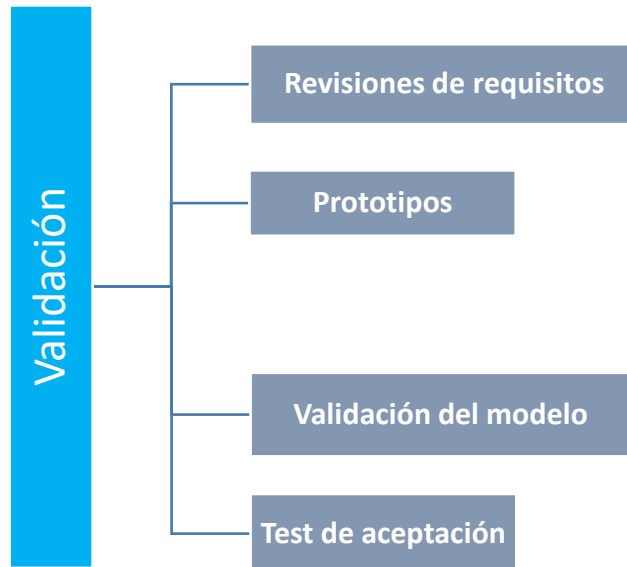 Validación
Revisiones de requisitos
Prototipos
Validación del modelo
Test de aceptación